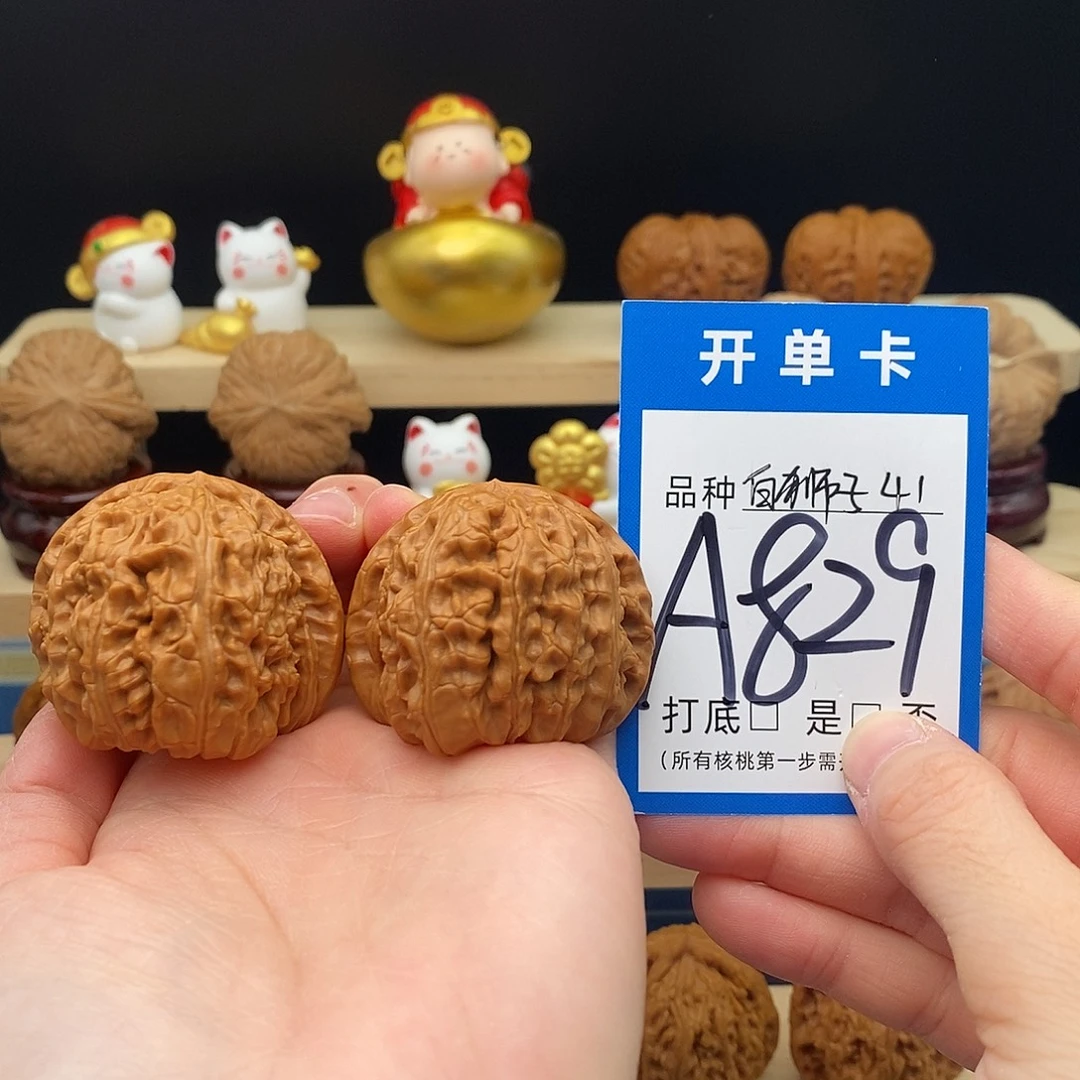 开单卡
品种 白狮子 41
A829
打底□ 是□ 否
(所有核桃第一步需